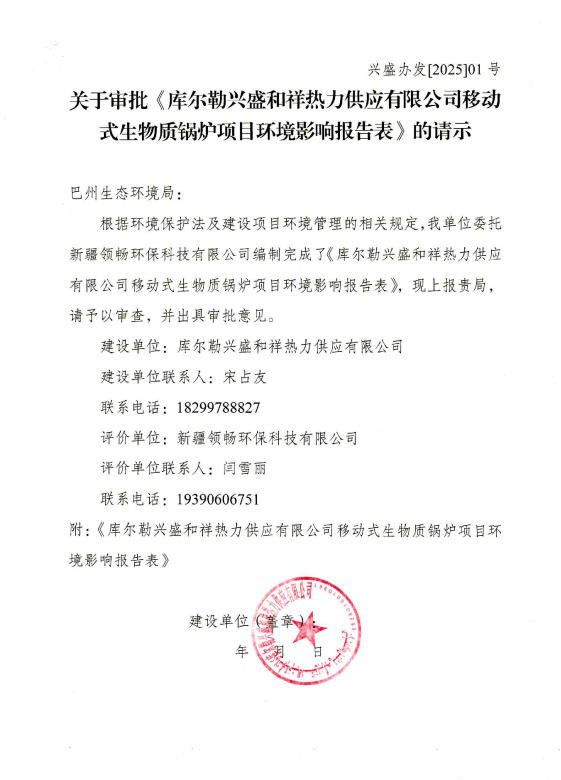 兴盛办发[2025]01 号
关于审批《库尔勒兴盛和祥热力供应有限公司移动
式生物质锅炉项目环境影响报告表》的请示
巴州生态环境局：
根据环境保护法及建设项目环境管理的相关规定，我单位委托
新疆领畅环保科技有限公司编制完成了《库尔勒兴盛和祥热力供应
有限公司移动式生物质锅炉项目环境影响报告表》，现上报贵局，
请予以审查，并出具审批意见。
建设单位：库尔勒兴盛和祥热力供应有限公司
建设单位联系人：宋占友
联系电话：18299788827
评价单位：新疆领畅环保科技有限公司
评价单位联系人：闫雪丽
联系电话：19390606751
附：《库尔勒兴盛和祥热力供应有限公司移动式生物质锅炉项目环
境影响报告表》
建设单位（盖章）：
年 月 日